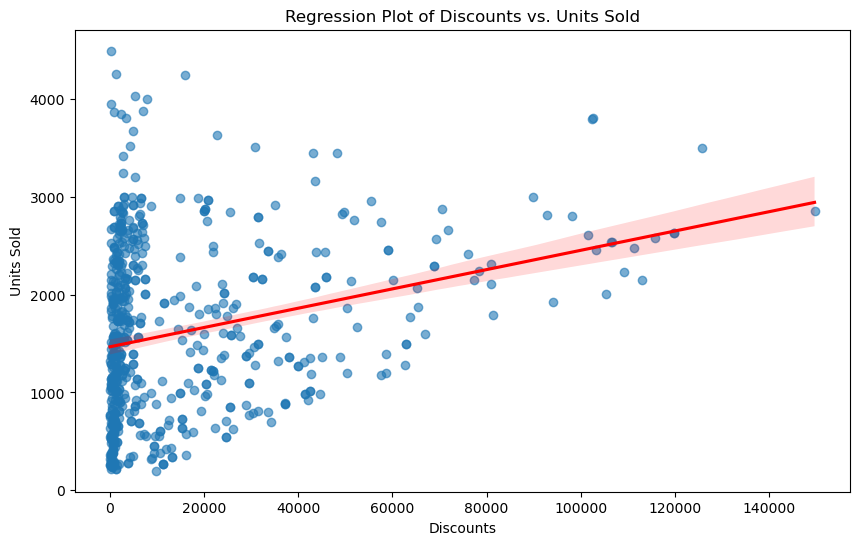 Regression Plot of Discounts vs. Units Sold
4000
3000
2000
1000
0
Units Sold
0 20000 40000 60000 80000 100000 120000 140000
Discounts